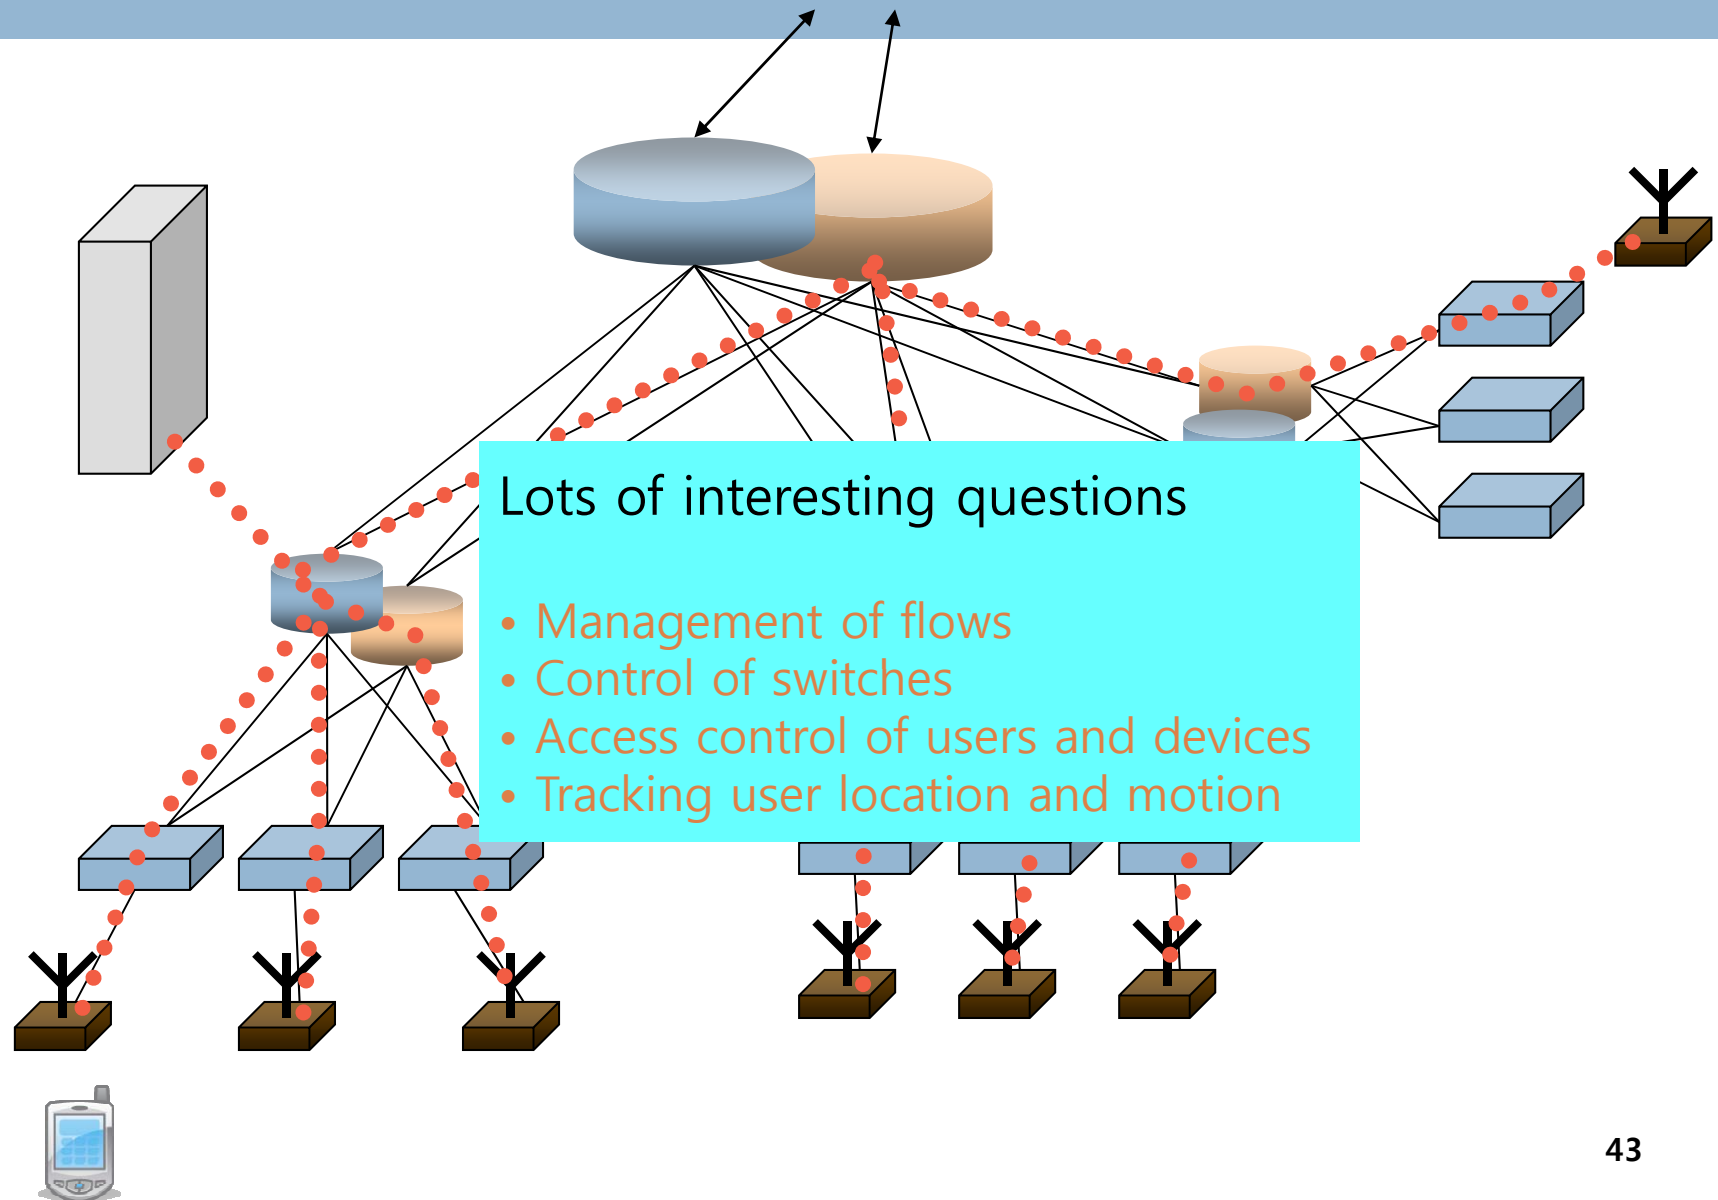 Lots of interesting questions
• Management of flows
• Control of switches
• Access control of users and devices
• Tracking user location and motion
43